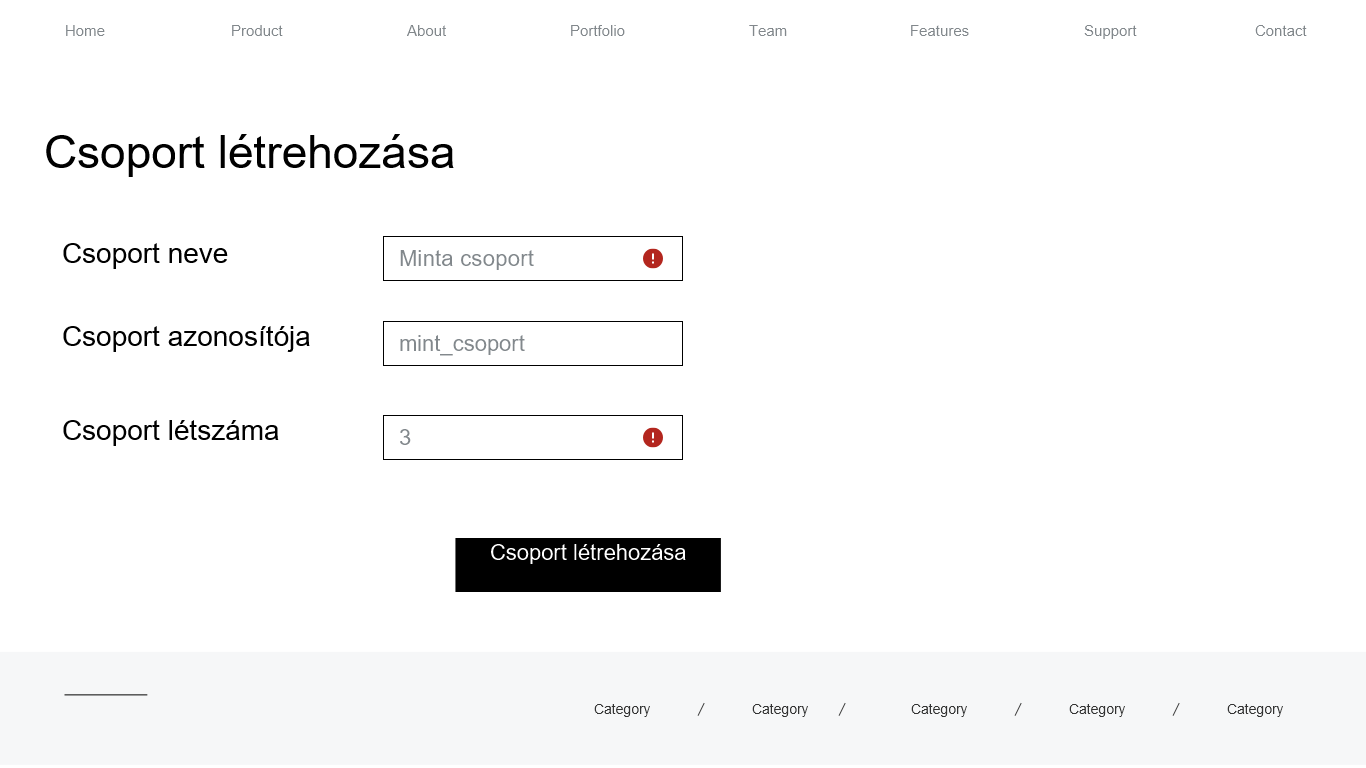 Home Product About Portfolio Team Features Support Contact
Csoport létrehozása
Csoport neve Minta csoport
Csoport azonosítója mint_csoport
Csoport létszáma 3
Csoport létrehozása
Category / Category / Category / Category / Category